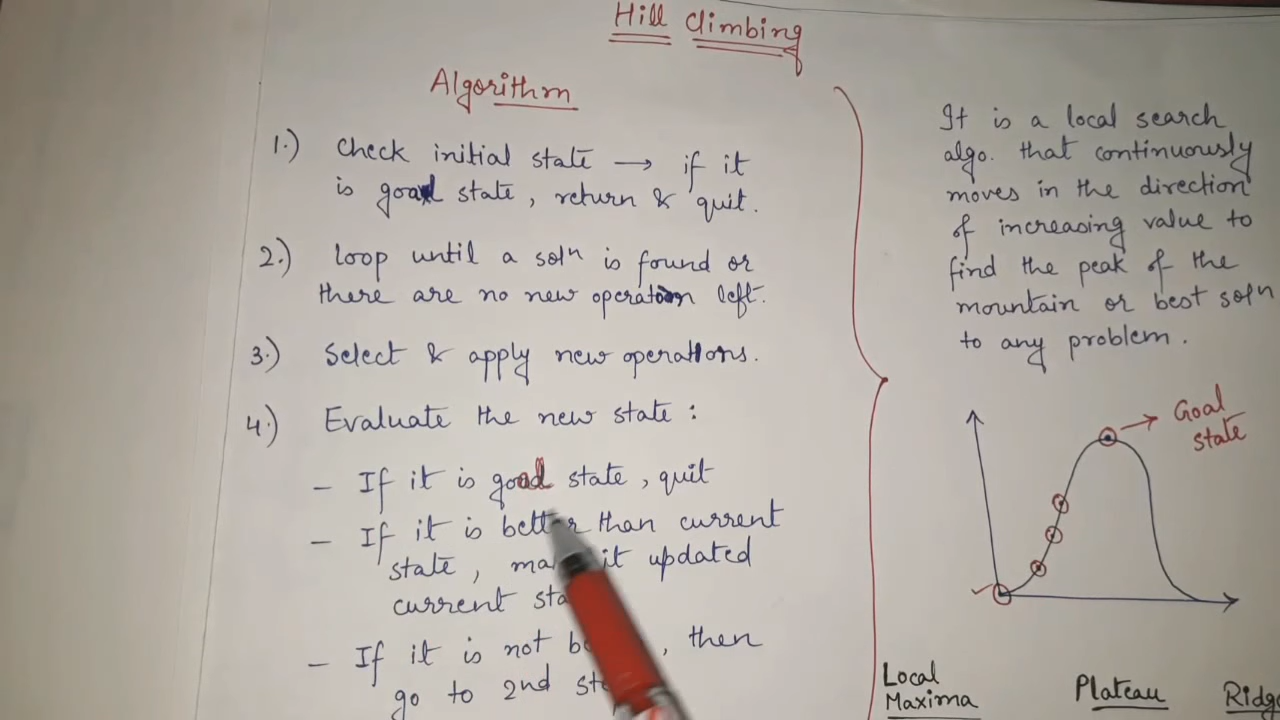 Hill Climbing
Algorithm
1.) Check initial state → if it
is goal state, return & quit.
2.) Loop until a solⁿ is found or
there are no new operation left.
3.) Select & apply new operations.
4.) Evaluate the new state :
- If it is goal state, quit
- If it is better than current
state, it updated
current
- If it is not , then
go to 2nd
It is a local search
algo. that continuously
moves in the direction
of increasing value to
find the peak of the
mountain or best solⁿ
to any problem.
→ Goal
state
Local
Maxima
Plateau